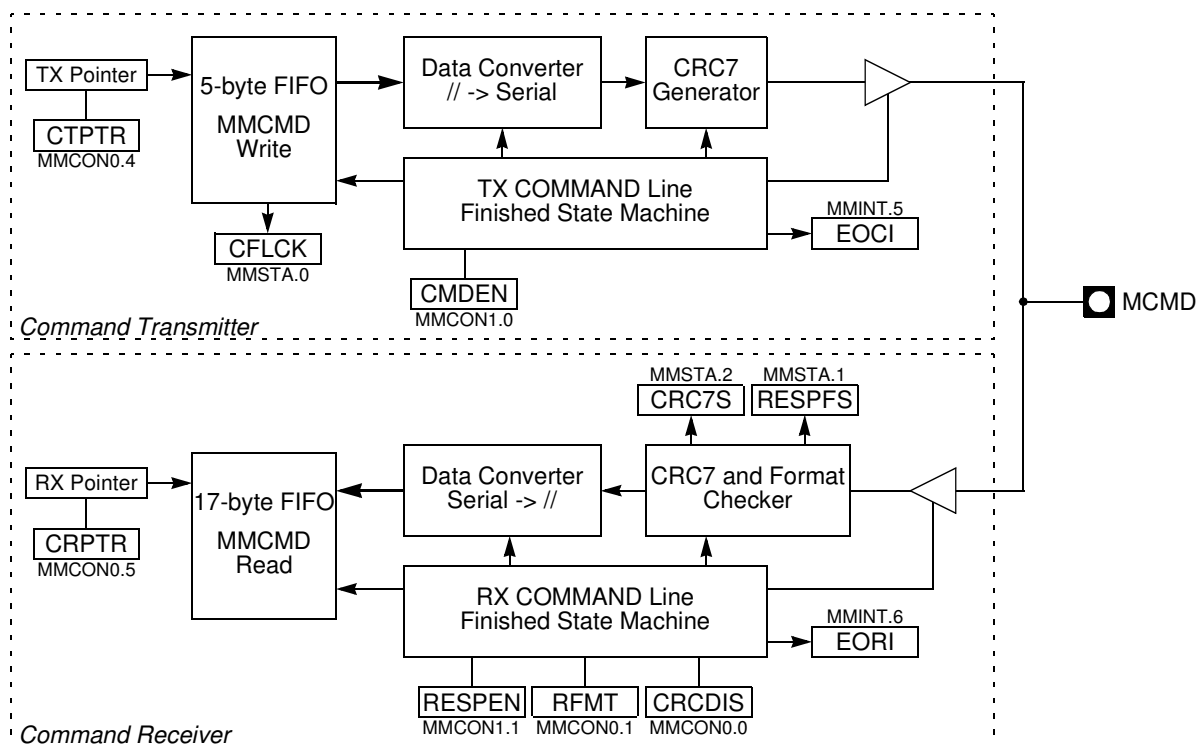 TX Pointer
CTPTR
MMCON0.4
5-byte FIFO
MMCMD
Write
CFLCK
MMSTA.0
Data Converter
// -> Serial
CRC7
Generator
TX COMMAND Line
Finished State Machine
CMDEN
MMCON1.0
MMINT.5
EOCI
Command Transmitter
MCMD
RX Pointer
CRPTR
MMCON0.5
17-byte FIFO
MMCMD
Read
Data Converter
Serial -> //
MMSTA.2
CRC7S
MMSTA.1
RESPFS
CRC7 and Format
Checker
RX COMMAND Line
Finished State Machine
MMINT.6
EORI
RESPEN
MMCON1.1
RFMT
MMCON0.1
CRCDIS
MMCON0.0
Command Receiver